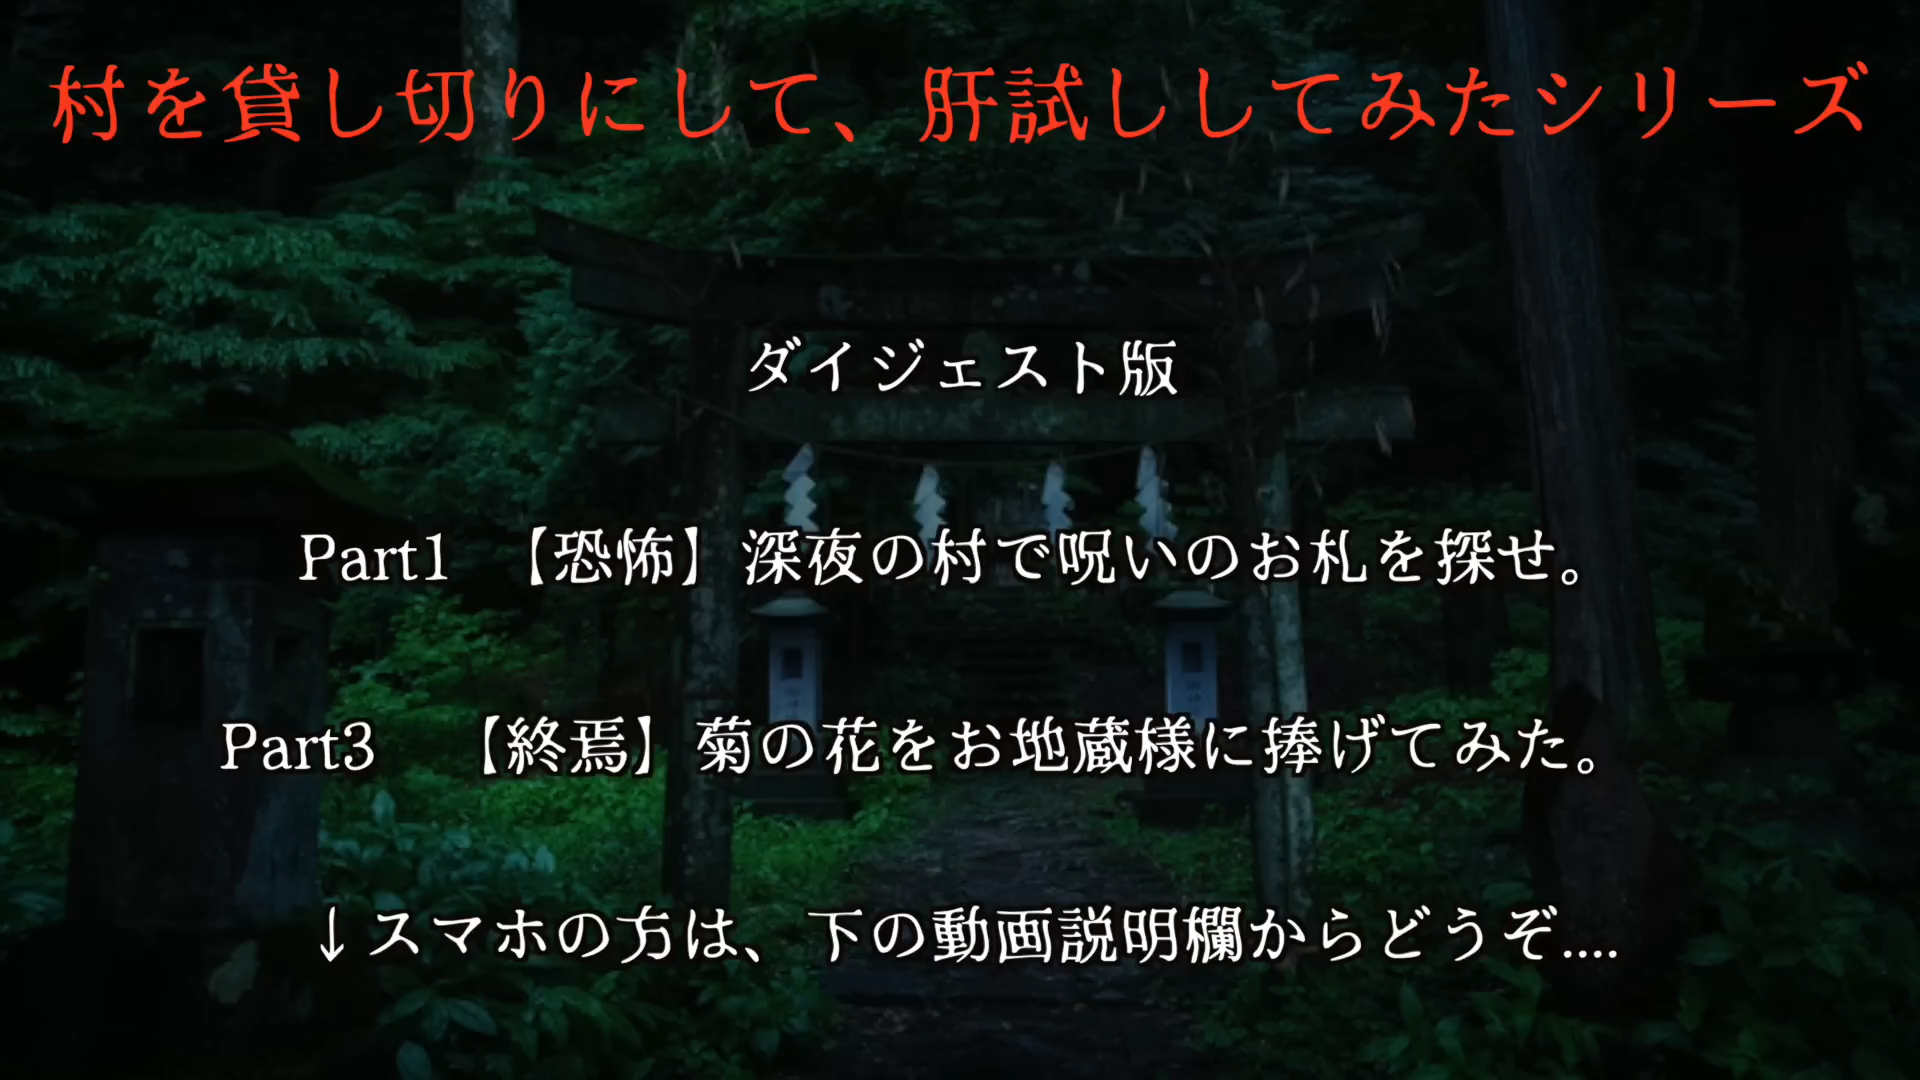 村を貸し切りにして、肝試ししてみたシリーズ
ダイジェスト版
Part1 【恐怖】深夜の村で呪いのお札を探せ。
Part3 【終焉】菊の花をお地蔵様に捧げてみた。
↓スマホの方は、下の動画説明欄からどうぞ....